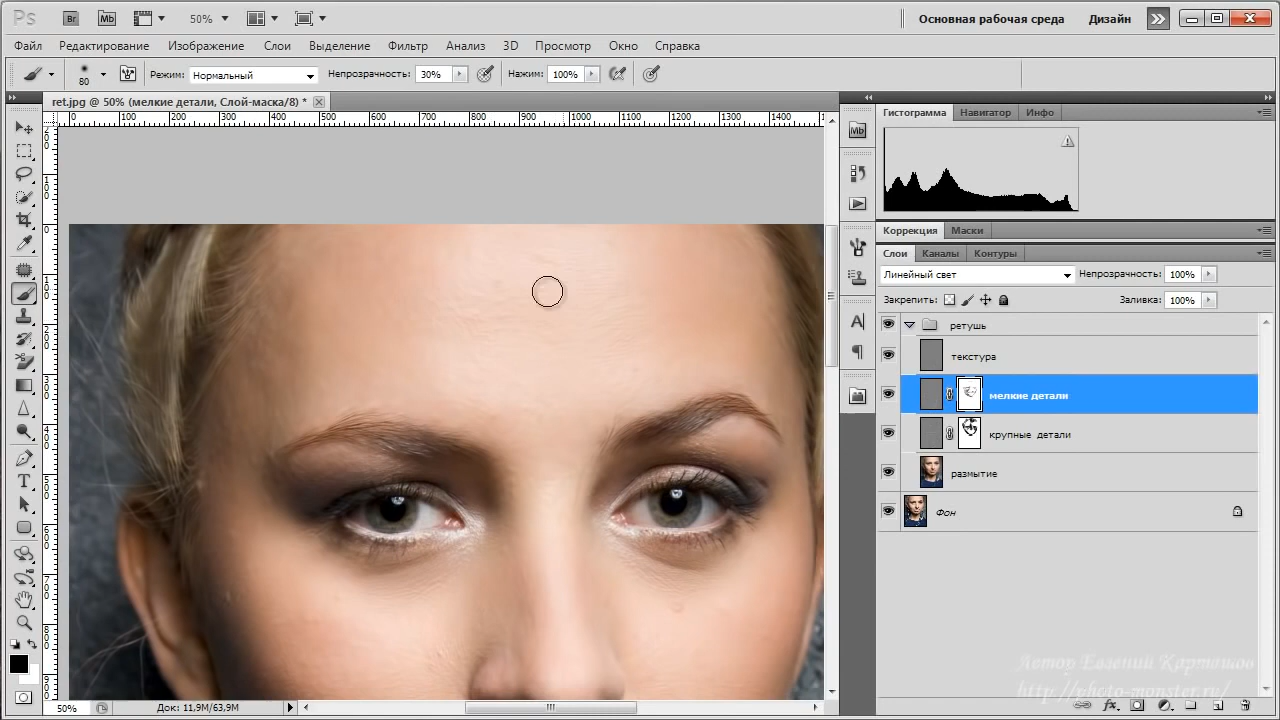 Ps Br Mb 50% Основная рабочая среда Дизайн
Файл Редактирование Изображение Слои Выделение Фильтр Анализ 3D Просмотр Окно Справка
80 Режим: Нормальный Непрозрачность: 30% Нажим: 100%
ret.jpg @ 50% (мелкие детали, Слой-маска/8) *
0 100 200 300 400 500 600 700 800 900 1000 1100 1200 1300 1400
Гистограмма Навигатор Инфо
Mb
Коррекция Маски
Слои Каналы Контуры
Линейный свет Непрозрачность: 100%
Закрепить: Заливка: 100%
ретушь
текстура
мелкие детали
крупные детали
размытие
Фон
Автор Евгений Карташов
http://photo-monster.ru/
50% Док: 11,9M/63,9M